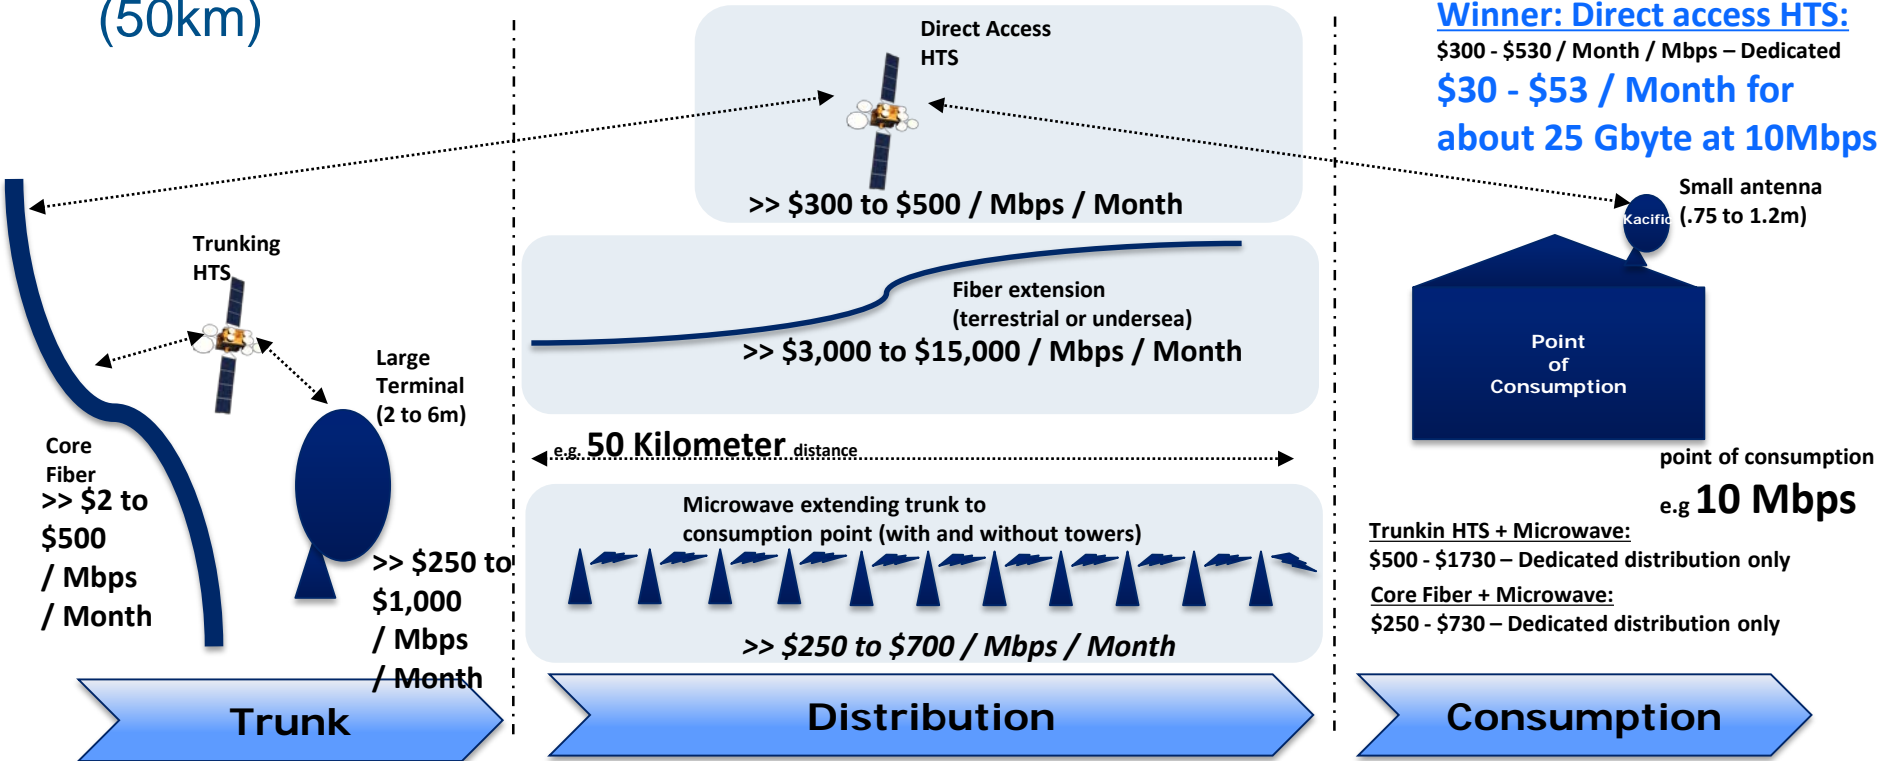 (50km)
Direct Access
HTS
>> $300 to $500 / Mbps / Month
Winner: Direct access HTS:
$300 - $530 / Month / Mbps – Dedicated
$30 - $53 / Month for
about 25 Gbyte at 10Mbps
Small antenna
(.75 to 1.2m)
Kacific
Trunking
HTS
Large
Terminal
(2 to 6m)
Core
Fiber
>> $2 to
$500
/ Mbps
/ Month
>> $250 to
$1,000
/ Mbps
/ Month
Fiber extension
(terrestrial or undersea)
>> $3,000 to $15,000 / Mbps / Month
e.g. 50 Kilometer distance
Microwave extending trunk to
consumption point (with and without towers)
>> $250 to $700 / Mbps / Month
Point
of
Consumption
point of consumption
e.g 10 Mbps
Trunkin HTS + Microwave:
$500 - $1730 – Dedicated distribution only
Core Fiber + Microwave:
$250 - $730 – Dedicated distribution only
Trunk
Distribution
Consumption